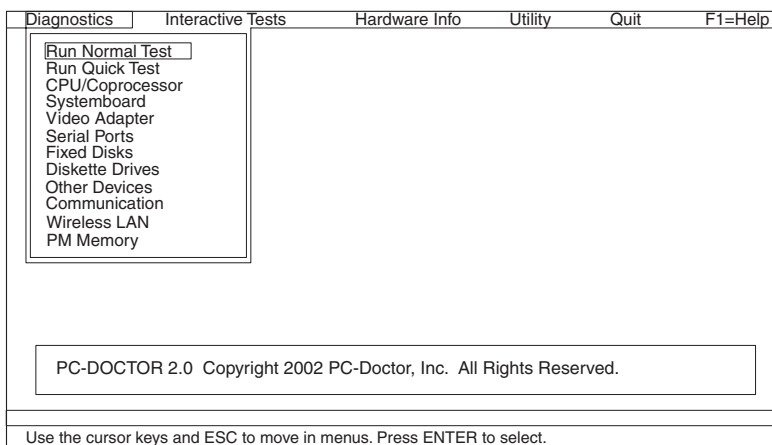 Diagnostics Interactive Tests Hardware Info Utility Quit F1=Help
Run Normal Test
Run Quick Test
CPU/Coprocessor
Systemboard
Video Adapter
Serial Ports
Fixed Disks
Diskette Drives
Other Devices
Communication
Wireless LAN
PM Memory
PC-DOCTOR 2.0 Copyright 2002 PC-Doctor, Inc. All Rights Reserved.
Use the cursor keys and ESC to move in menus. Press ENTER to select.